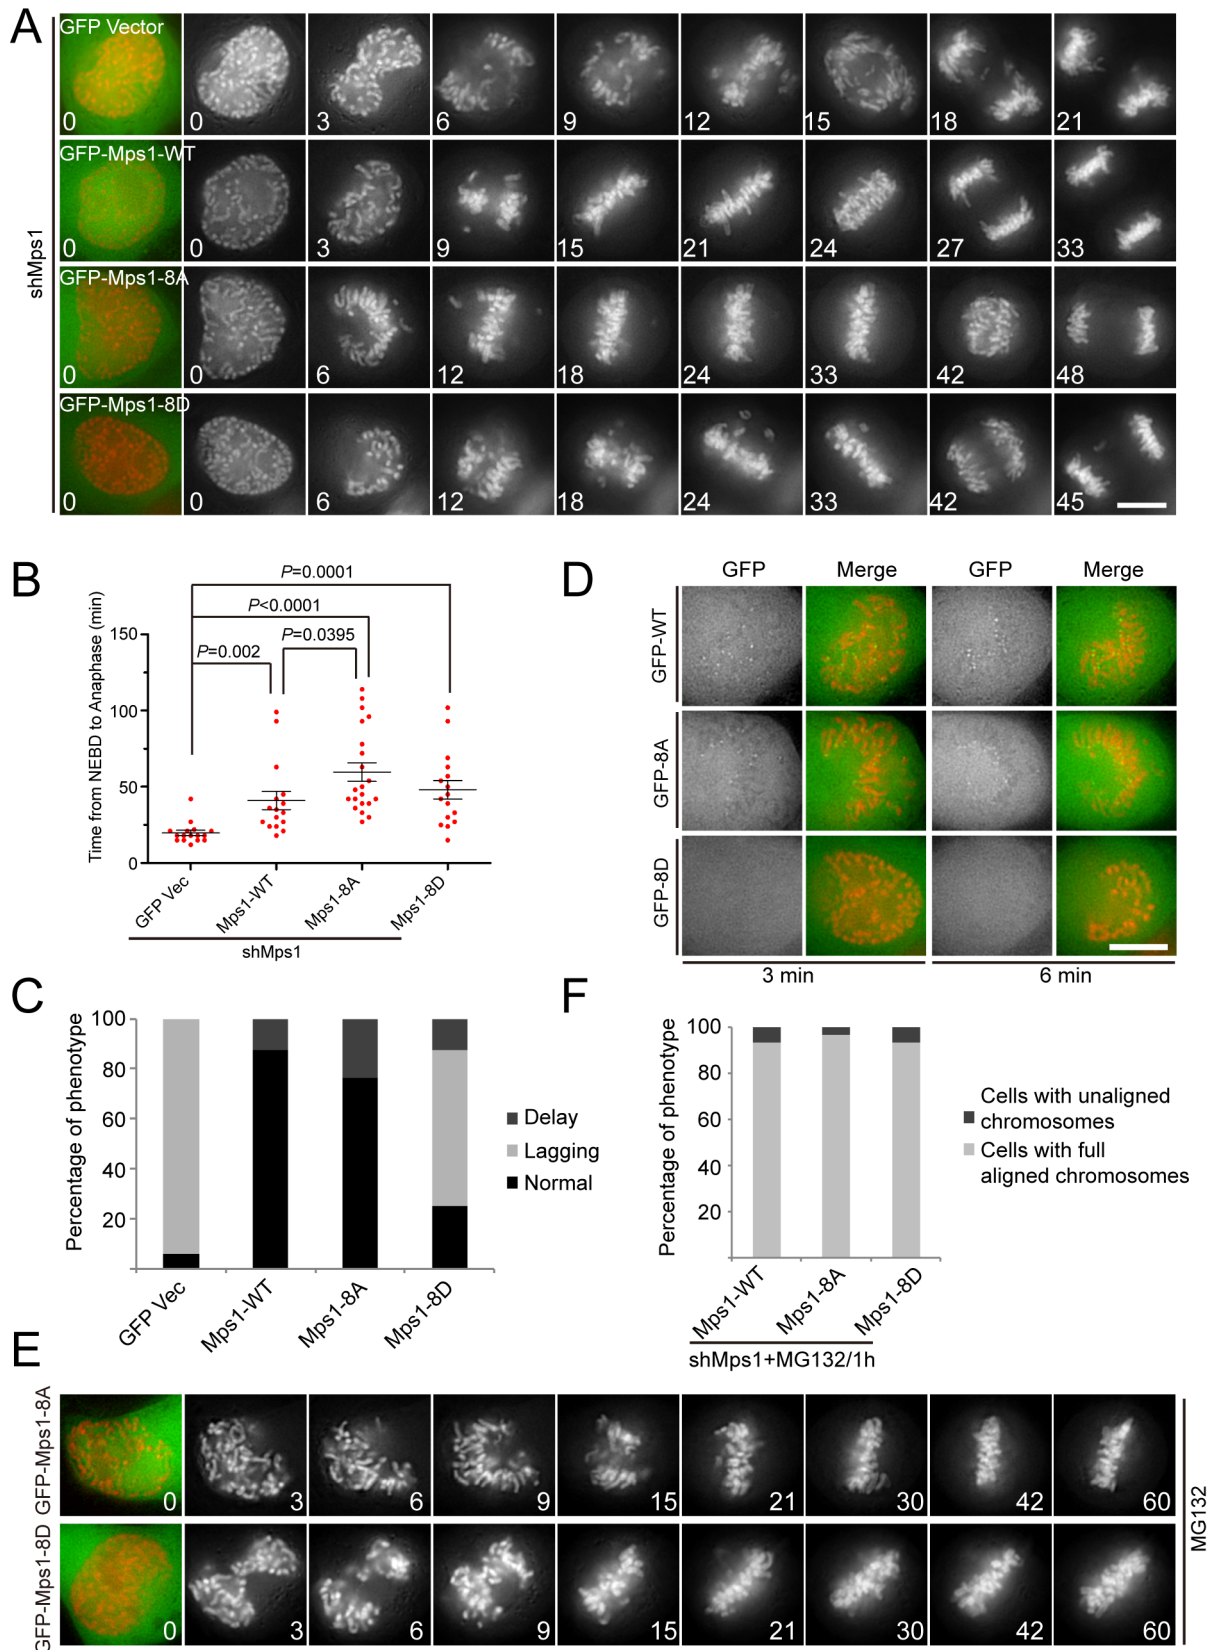 A
shMps1
GFP Vector
0 0 3 6 9 12 15 18 21
GFP-Mps1-WT
0 0 3 9 15 21 24 27 33
GFP-Mps1-8A
0 0 6 12 18 24 33 42 48
GFP-Mps1-8D
0 0 6 12 18 24 33 42 45
B
Time from NEBD to Anaphase (min)
P=0.0001
P<0.0001
P=0.0395
P=0.002
150
100
50
0
GFP Vec
Mps1-WT
Mps1-8A
Mps1-8D
shMps1
D
GFP Merge GFP Merge
GFP-WT
GFP-8A
GFP-8D
3 min 6 min
C
Percentage of phenotype
100
80
60
40
20
Delay
Lagging
Normal
GFP Vec
Mps1-WT
Mps1-8A
Mps1-8D
F
Percentage of phenotype
100
80
60
40
20
Cells with unaligned
chromosomes
Cells with full
aligned chromosomes
Mps1-WT
Mps1-8A
Mps1-8D
shMps1+MG132/1h
E
GFP-Mps1-8A
0 3 6 9 15 21 30 42 60
GFP-Mps1-8D
0 3 6 9 15 21 30 42 60
MG132